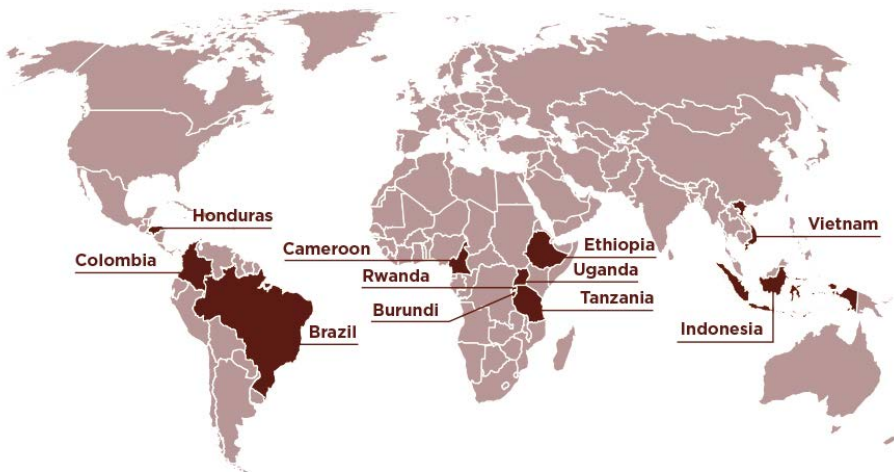 Honduras
Colombia
Brazil
Cameroon
Rwanda
Burundi
Ethiopia
Uganda
Tanzania
Vietnam
Indonesia